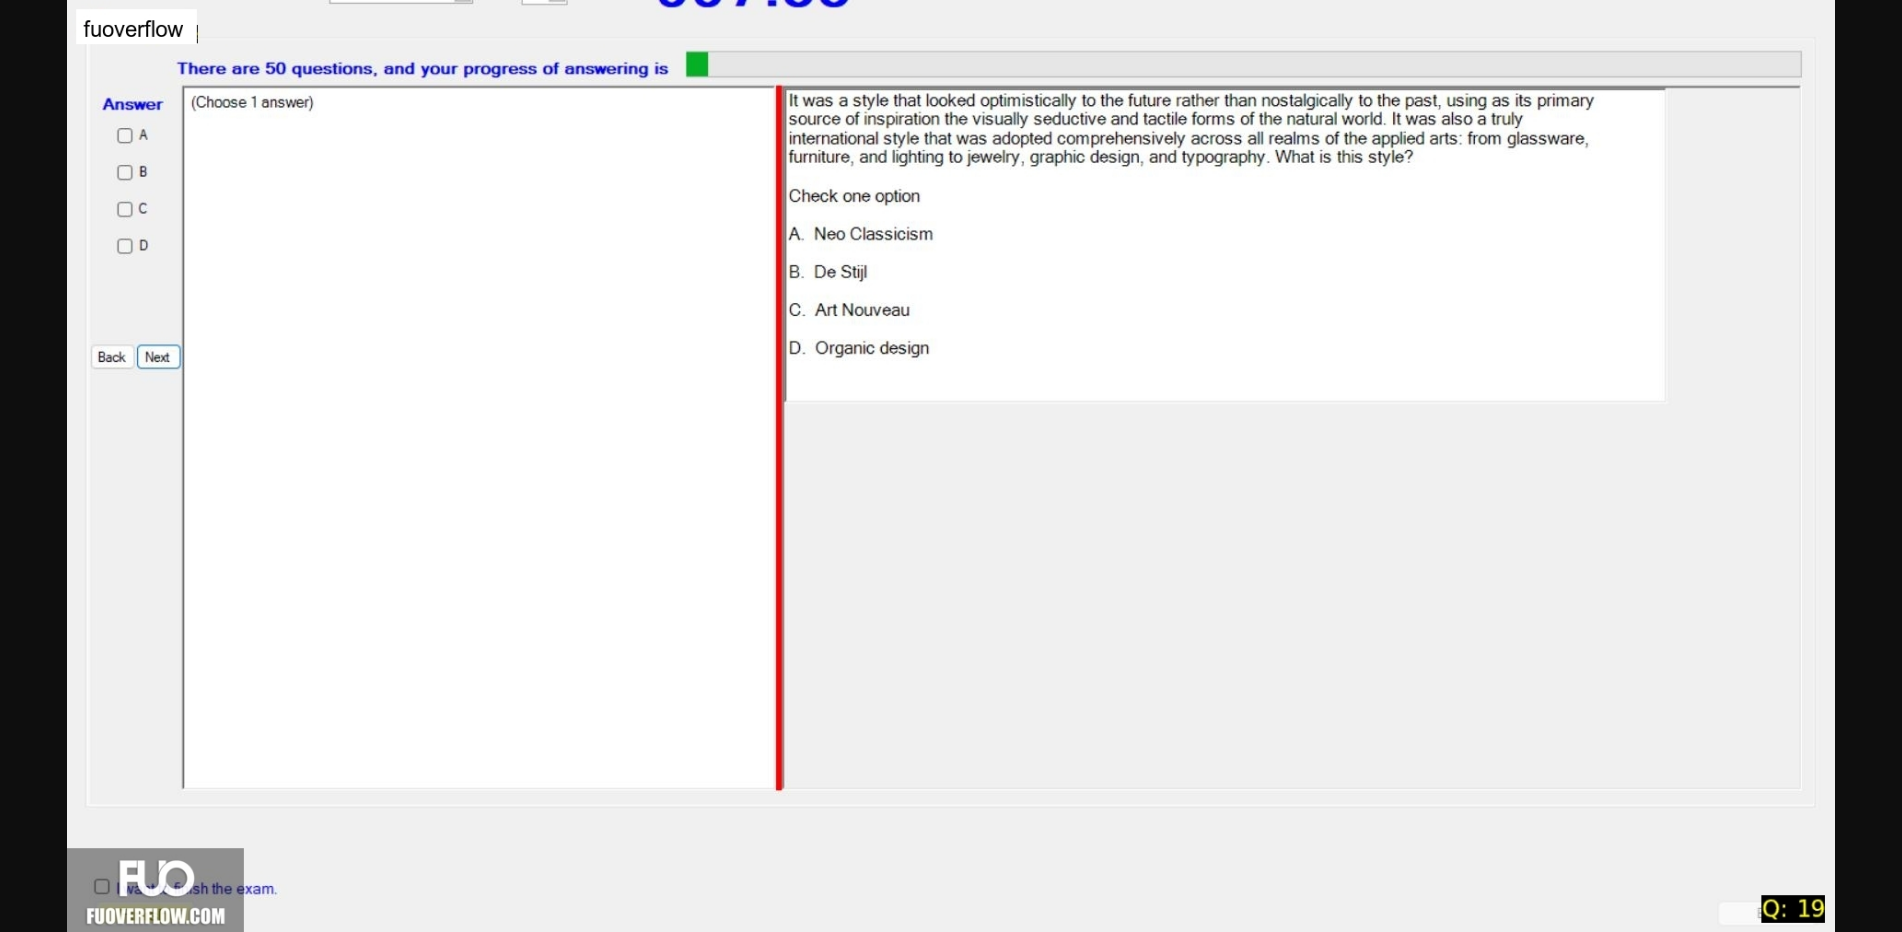 fuoverflow
There are 50 questions, and your progress of answering is
Answer
(Choose 1 answer)
A
B
C
D
Back Next
It was a style that looked optimistically to the future rather than nostalgically to the past, using as its primary
source of inspiration the visually seductive and tactile forms of the natural world. It was also a truly
international style that was adopted comprehensively across all realms of the applied arts: from glassware,
furniture, and lighting to jewelry, graphic design, and typography. What is this style?
Check one option
A. Neo Classicism
B. De Stijl
C. Art Nouveau
D. Organic design
FUO
the exam.
FUOVERFLOW.COM
Q: 19